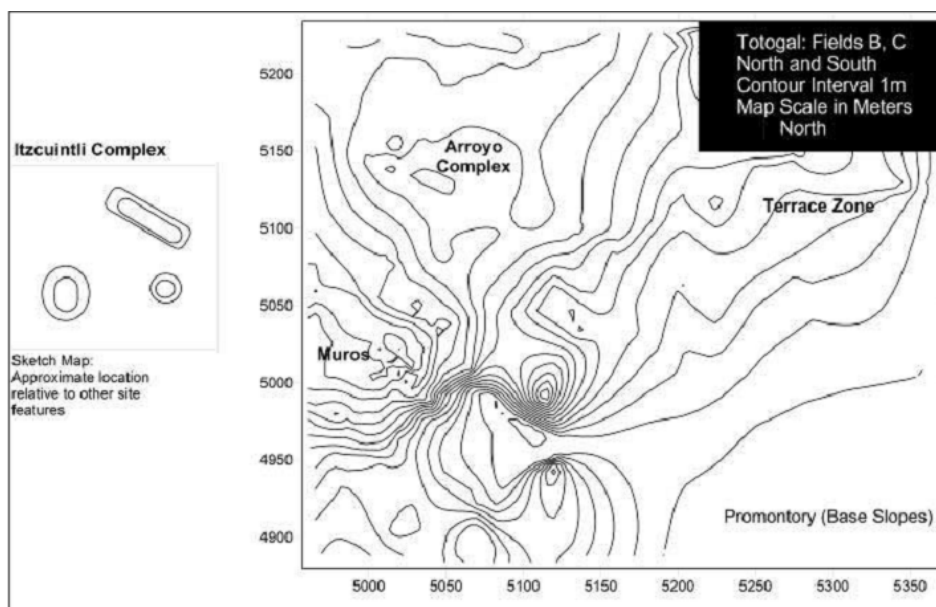 Totogal: Fields B, C
North and South
Contour Interval 1m
Map Scale in Meters
North
Itzcuintli Complex
Sketch Map:
Approximate location
relative to other site
features
5200
5150
5100
5050
5000
4950
4900
Arroyo
Complex
Terrace Zone
Muros
Promontory (Base Slopes)
5000
5050
5100
5150
5200
5250
5300
5350